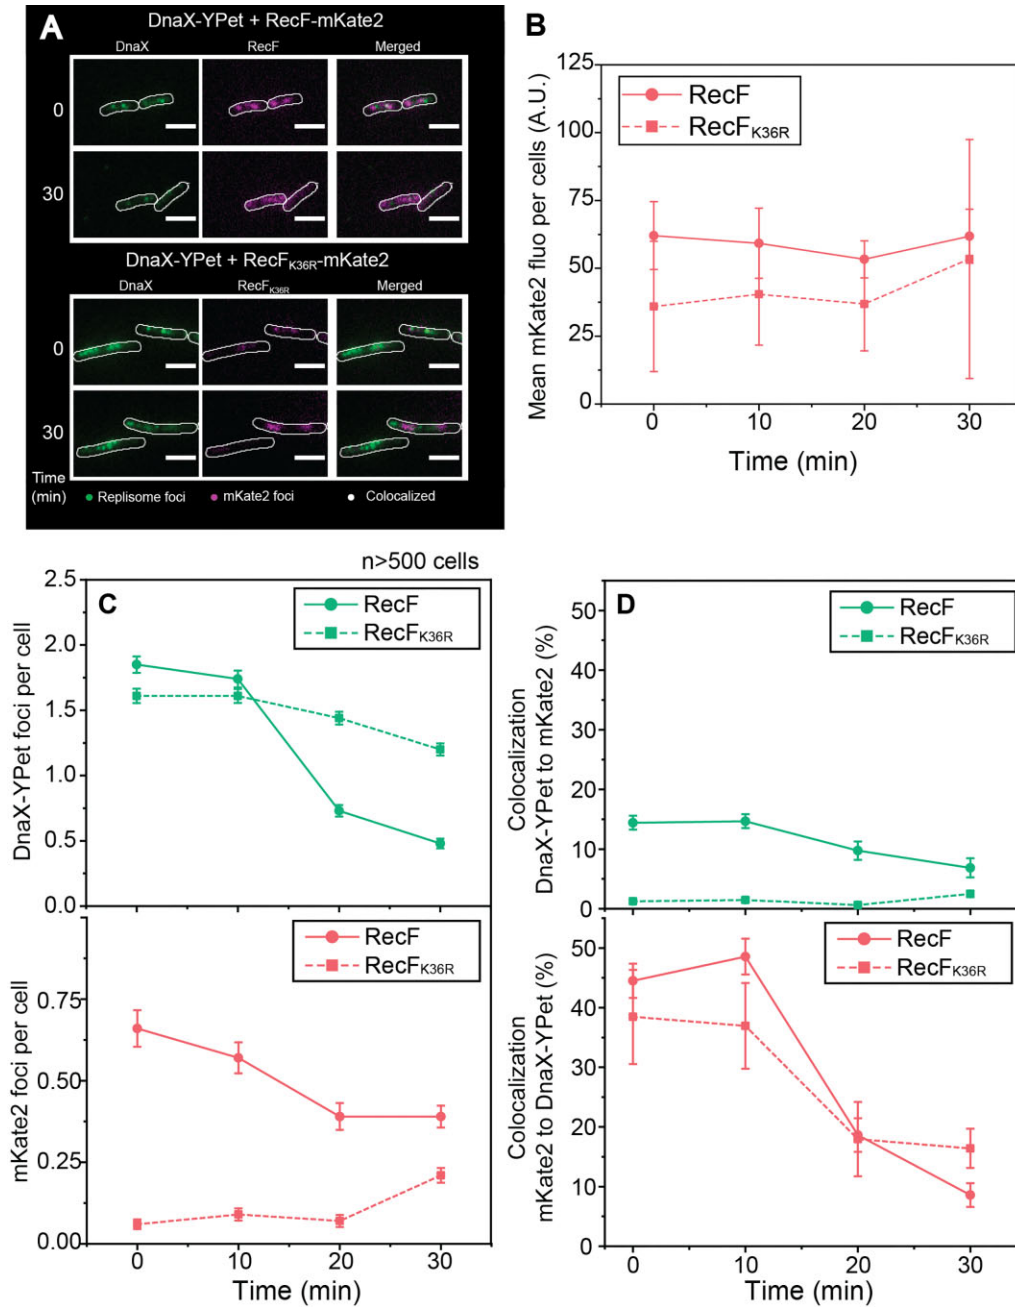 A
DnaX-YPet + RecF-mKate2
DnaX RecF Merged
0
30
DnaX-YPet + RecFK36R-mKate2
DnaX RecFK36R Merged
0
30
Time
(min)
Replisome foci mKate2 foci Colocalized
B
Mean mKate2 fluo per cells (A.U.)
125
100
75
50
25
0
RecF
RecFK36R
0 10 20 30
Time (min)
n>500 cells
C
DnaX-YPet foci per cell
2.5
2.0
1.5
1.0
0.5
0.0
RecF
RecFK36R
mKate2 foci per cell
0.75
0.50
0.25
0.00
RecF
RecFK36R
0 10 20 30
Time (min)
D
Colocalization
DnaX-YPet to mKate2 (%)
50
40
30
20
10
0
RecF
RecFK36R
Colocalization
mKate2 to DnaX-YPet (%)
50
40
30
20
10
0
RecF
RecFK36R
0 10 20 30
Time (min)